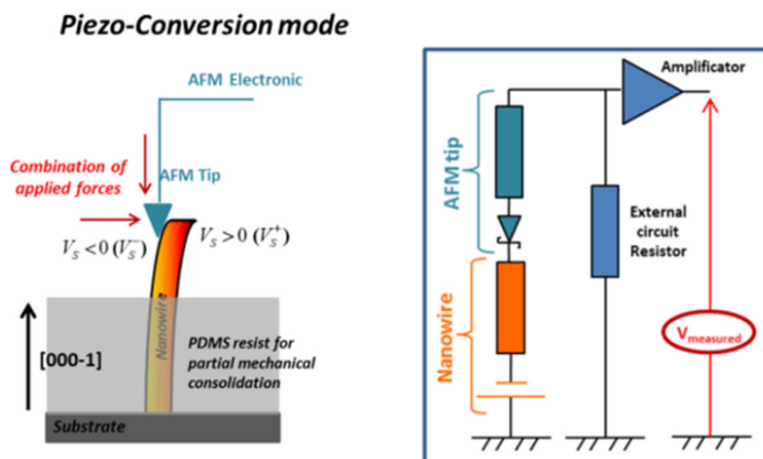 Piezo-Conversion mode
AFM Electronic
Combination of
applied forces
AFM Tip
V_S<0 (V_S^-)
V_S>0 (V_S^+)
Nanowire
[000-1]
PDMS resist for
partial mechanical
consolidation
Substrate
Amplificator
AFM tip
External
circuit
Resistor
Nanowire
V_measured